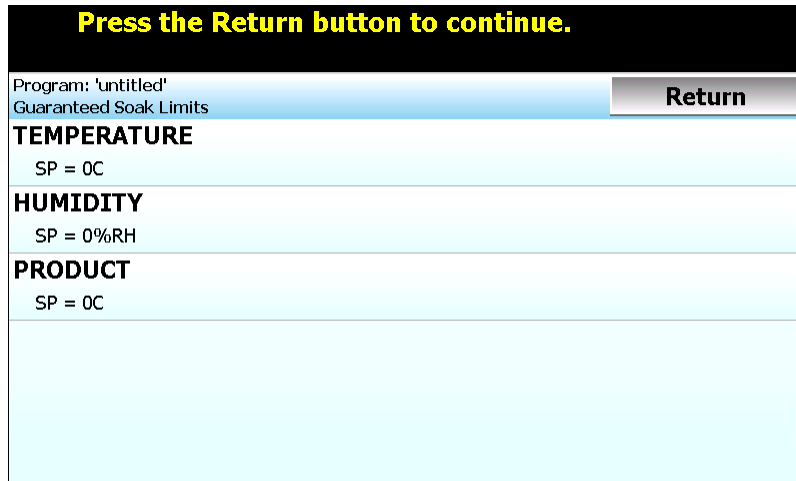 Press the Return button to continue.
Program: 'untitled'
Guaranteed Soak Limits
Return
TEMPERATURE
SP = 0C
HUMIDITY
SP = 0%RH
PRODUCT
SP = 0C